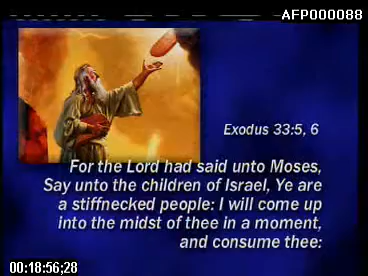 AFP000088
Exodus 33:5, 6
For the Lord had said unto Moses,
Say unto the children of Israel, Ye are
a stiffnecked people: I will come up
into the midst of thee in a moment,
and consume thee:
00:18:56;28